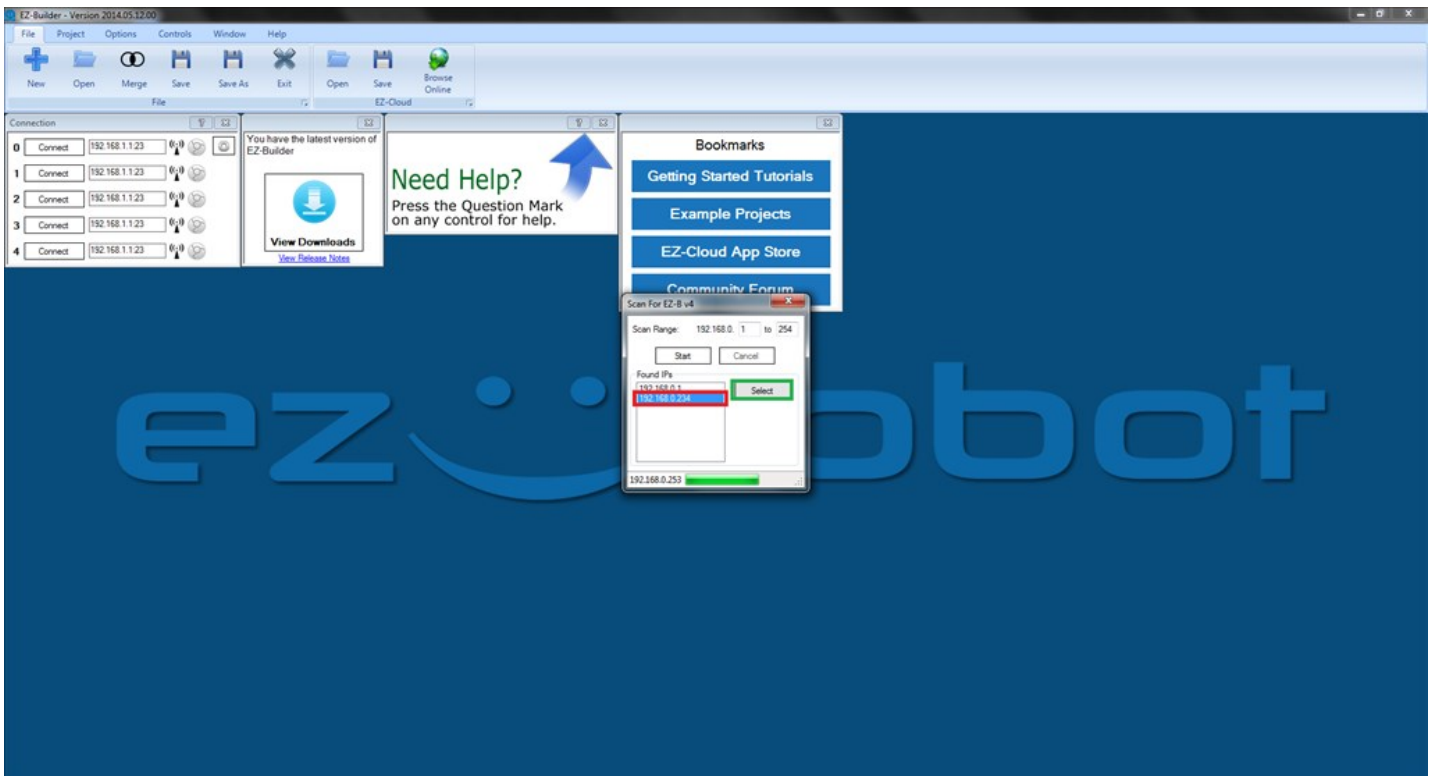 EZ-Builder - Version 2014.05.12.00
File Project Options Controls Window Help
New Open Merge Save Save As Exit Open Save Browse Online
File EZ-Cloud
Connection
0 Connect 192.168.1.1:23
1 Connect 192.168.1.1:23
2 Connect 192.168.1.1:23
3 Connect 192.168.1.1:23
4 Connect 192.168.1.1:23
You have the latest version of
EZ-Builder
View Downloads
View Release Notes
Need Help?
Press the Question Mark
on any control for help.
Bookmarks
Getting Started Tutorials
Example Projects
EZ-Cloud App Store
Community Forum
Scan For EZ-B v4
Scan Range: 192.168.0. 1 to 254
Start Cancel
Found IPs
192.168.0.1
192.168.0.234
Select
192.168.0.253
ez robot